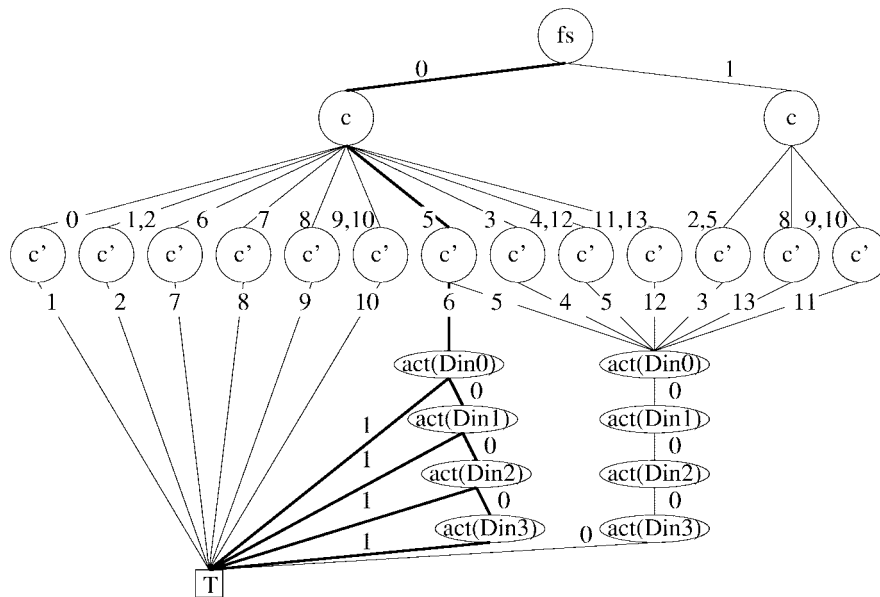 fs
0 1
c c
0 1,2 6 7 8 9,10 5 3 4,12 11,13 2,5 8 9,10
c' c' c' c' c' c' c' c' c' c' c' c' c'
1 2 7 8 9 10 6 5 4 5 12 3 13 11
act(Din0) act(Din0)
0 0
1 act(Din1) act(Din1)
1 0 0
act(Din2) act(Din2)
1 0 0
act(Din3) act(Din3)
1 0
T